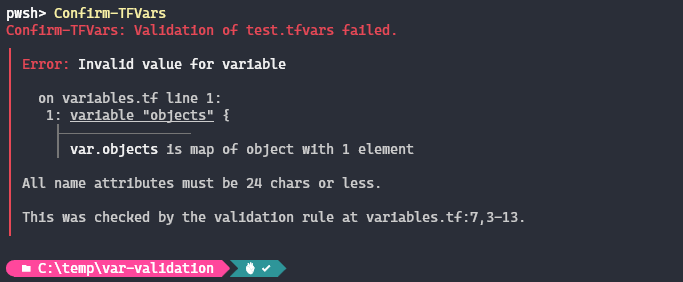 pwsh> Confirm-TFVars
Confirm-TFVars: Validation of test.tfvars failed.
Error: Invalid value for variable
on variables.tf line 1:
1: variable "objects" {
var.objects is map of object with 1 element
All name attributes must be 24 chars or less.
This was checked by the validation rule at variables.tf:7,3-13.
C:\temp\var-validation